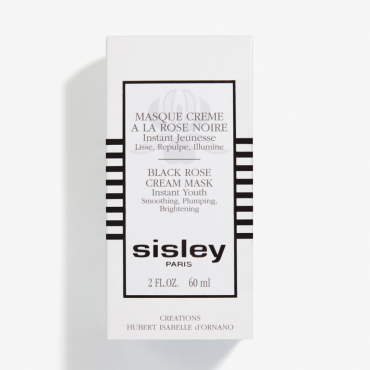 MASQUE CREME
A LA ROSE NOIRE
Instant Jeunesse
Lisse, Repulpe, Illumine
BLACK ROSE
CREAM MASK
Instant Youth
Smoothing, Plumping,
Brightening
sisley
PARIS
2 FL.OZ. 60 ml
CREATIONS
HUBERT ISABELLE d'ORNANO